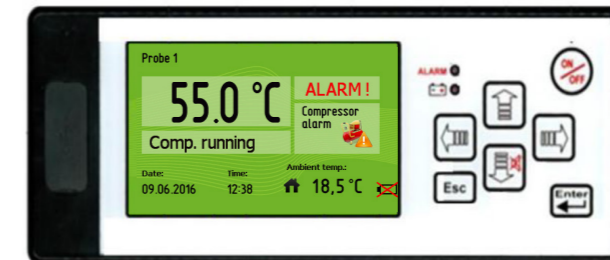 Probe 1
55.0 °C
ALARM !
Compressor
alarm
Comp. running
Date:
Time:
Ambient temp.:
09.06.2016
12:38
18,5 °C
ALARM
ON/OFF
Esc
Enter